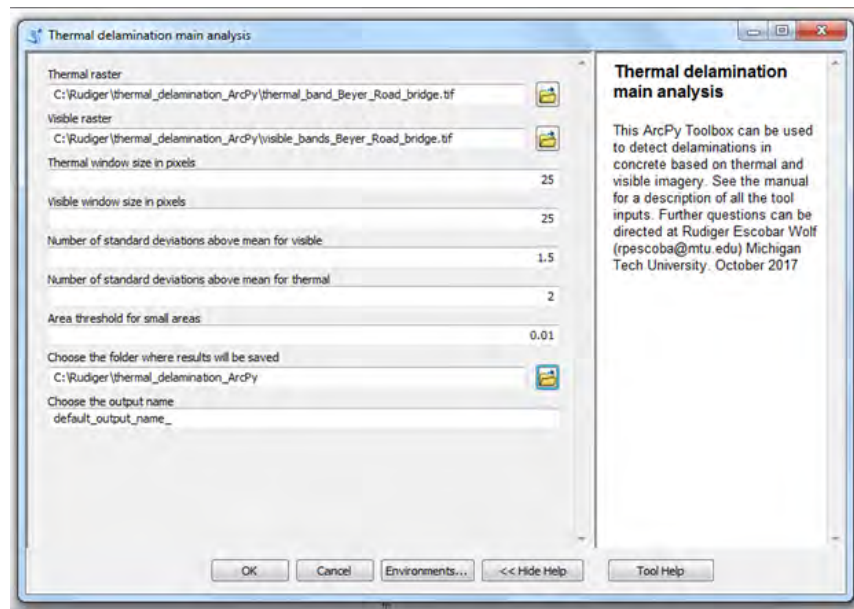 Thermal delamination main analysis
Thermal raster
C:\Rudiger\thermal_delamination_ArcPy\thermal_band_Beyer_Road_bridge.tif
Visible raster
C:\Rudiger\thermal_delamination_ArcPy\visible_bands_Beyer_Road_bridge.tif
Thermal window size in pixels
25
Visible window size in pixels
25
Number of standard deviations above mean for visible
1.5
Number of standard deviations above mean for thermal
2
Area threshold for small areas
0.01
Choose the folder where results will be saved
C:\Rudiger\thermal_delamination_ArcPy
Choose the output name
default_output_name_
Thermal delamination
main analysis
This ArcPy Toolbox can be used
to detect delaminations in
concrete based on thermal and
visible imagery. See the manual
for a description of all the tool
inputs. Further questions can be
directed at Rudiger Escobar Wolf
(rpescoba@mtu.edu) Michigan
Tech University. October 2017
OK
Cancel
Environments...
<< Hide Help
Tool Help